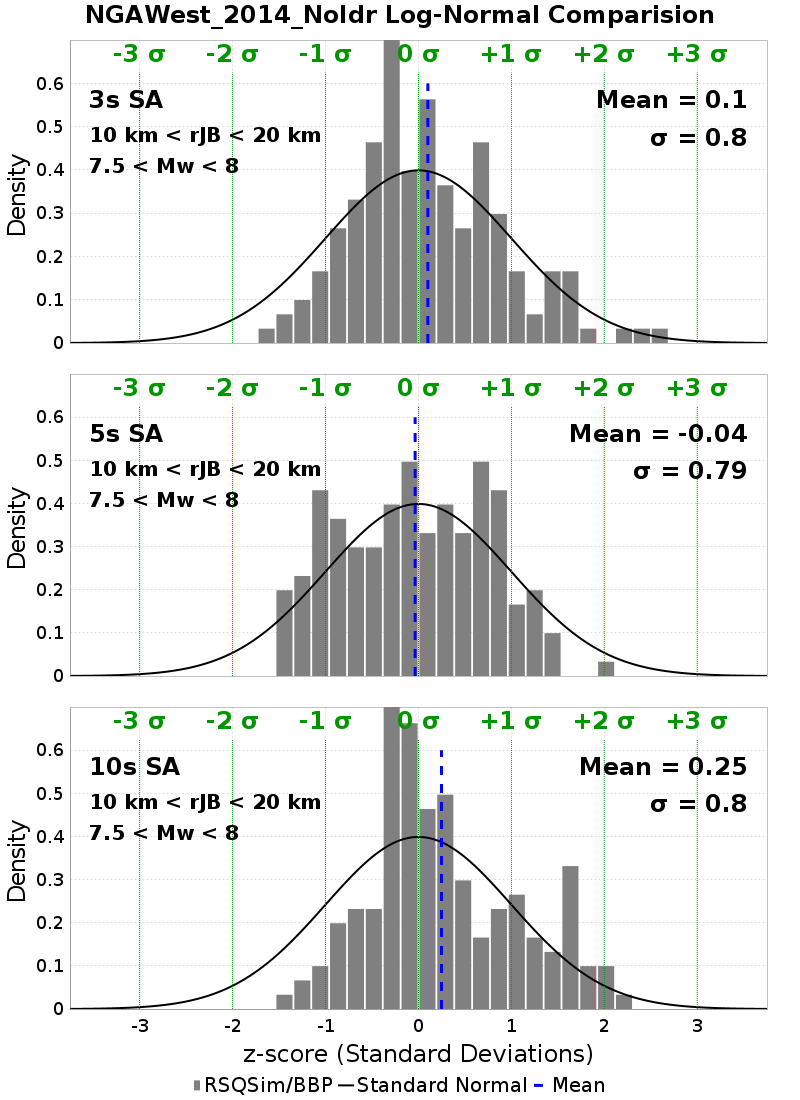 NGAWest_2014_NoIdr Log-Normal Comparision
-3 σ -2 σ -1 σ 0 σ +1 σ +2 σ +3 σ
0.6
3s SA Mean = 0.1
0.5
10 km < rJB < 20 km σ = 0.8
7.5 < Mw < 8
0.4
0.3
0.2
0.1
0
Density
-3 σ -2 σ -1 σ 0 σ +1 σ +2 σ +3 σ
0.6
5s SA Mean = -0.04
0.5
10 km < rJB < 20 km σ = 0.79
7.5 < Mw < 8
0.4
0.3
0.2
0.1
0
Density
-3 σ -2 σ -1 σ 0 σ +1 σ +2 σ +3 σ
0.6
10s SA Mean = 0.25
0.5
10 km < rJB < 20 km σ = 0.8
7.5 < Mw < 8
0.4
0.3
0.2
0.1
0
Density
-3 -2 -1 0 1 2 3
z-score (Standard Deviations)
RSQSim/BBP Standard Normal Mean